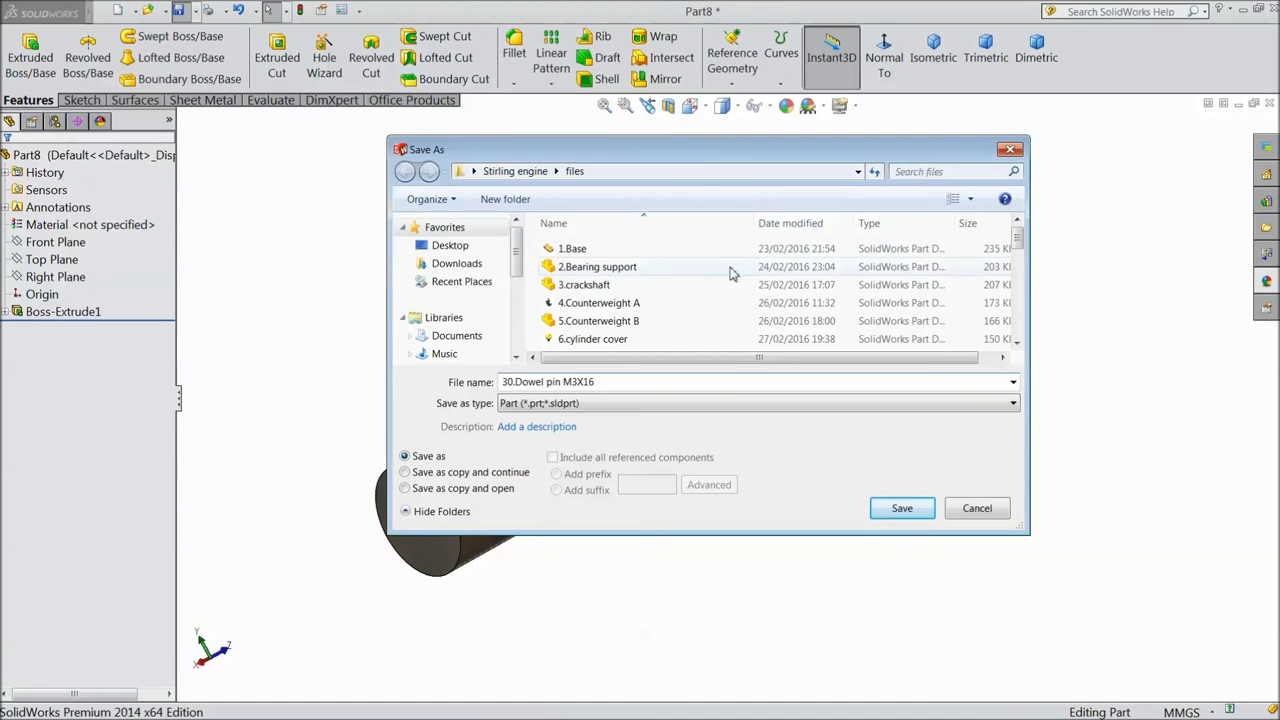 SOLIDWORKS
Part8 *
Search SolidWorks Help
Extruded Boss/Base
Revolved Boss/Base
Swept Boss/Base
Lofted Boss/Base
Boundary Boss/Base
Extruded Cut
Hole Wizard
Revolved Cut
Swept Cut
Lofted Cut
Boundary Cut
Fillet
Linear Pattern
Rib
Draft
Shell
Wrap
Intersect
Mirror
Reference Geometry
Curves
Instant3D
Normal To
Isometric
Trimetric
Dimetric
Features Sketch Surfaces Sheet Metal Evaluate DimXpert Office Products
Part8 (Default<<Default>_Disp
History
Sensors
Annotations
Material <not specified>
Front Plane
Top Plane
Right Plane
Origin
Boss-Extrude1
Save As
Stirling engine files
Search files
Organize New folder
Favorites
Desktop
Downloads
Recent Places
Libraries
Documents
Music
Name Date modified Type Size
1.Base 23/02/2016 21:54 SolidWorks Part D... 235 K
2.Bearing support 24/02/2016 23:04 SolidWorks Part D... 203 K
3.crackshaft 25/02/2016 17:07 SolidWorks Part D... 207 K
4.Counterweight A 26/02/2016 11:32 SolidWorks Part D... 173 K
5.Counterweight B 26/02/2016 18:00 SolidWorks Part D... 166 K
6.cylinder cover 27/02/2016 19:38 SolidWorks Part D... 150 K
File name: 30.Dowel pin M3X16
Save as type: Part (*.prt;*.sldprt)
Description: Add a description
Save as
Save as copy and continue
Save as copy and open
Include all referenced components
Add prefix
Add suffix
Advanced
Hide Folders
Save
Cancel
Y
Z
X
SolidWorks Premium 2014 x64 Edition
Editing Part
MMGS